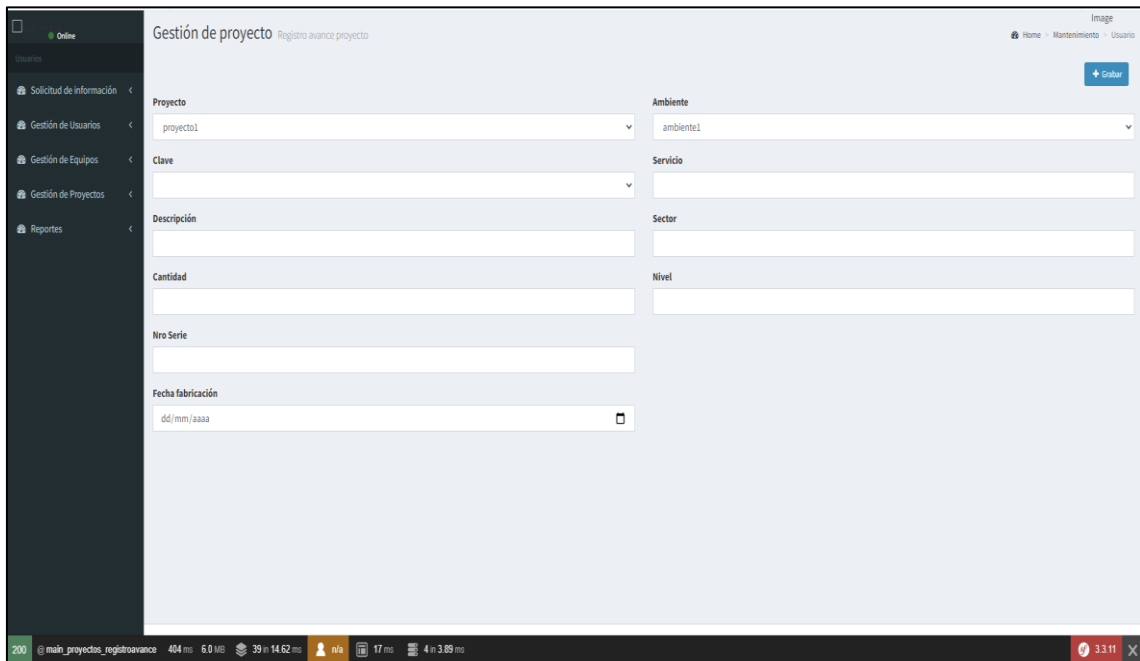 Online
Usuarios
Solicitud de información
Gestión de Usuarios
Gestión de Equipos
Gestión de Proyectos
Reportes
Gestión de proyecto Registro avance proyecto
Image
Home > Mantenimiento > Usuario
+ Grabar
Proyecto
proyecto1
Ambiente
ambiente1
Clave
Servicio
Descripción
Sector
Cantidad
Nivel
Nro Serie
Fecha fabricación
dd/mm/aaaa
200 @ main_proyectos_registroavance 404 ms 6.0 MB 39 in 14.62 ms n/a 17 ms 4 in 3.89 ms sf 3.3.11 X